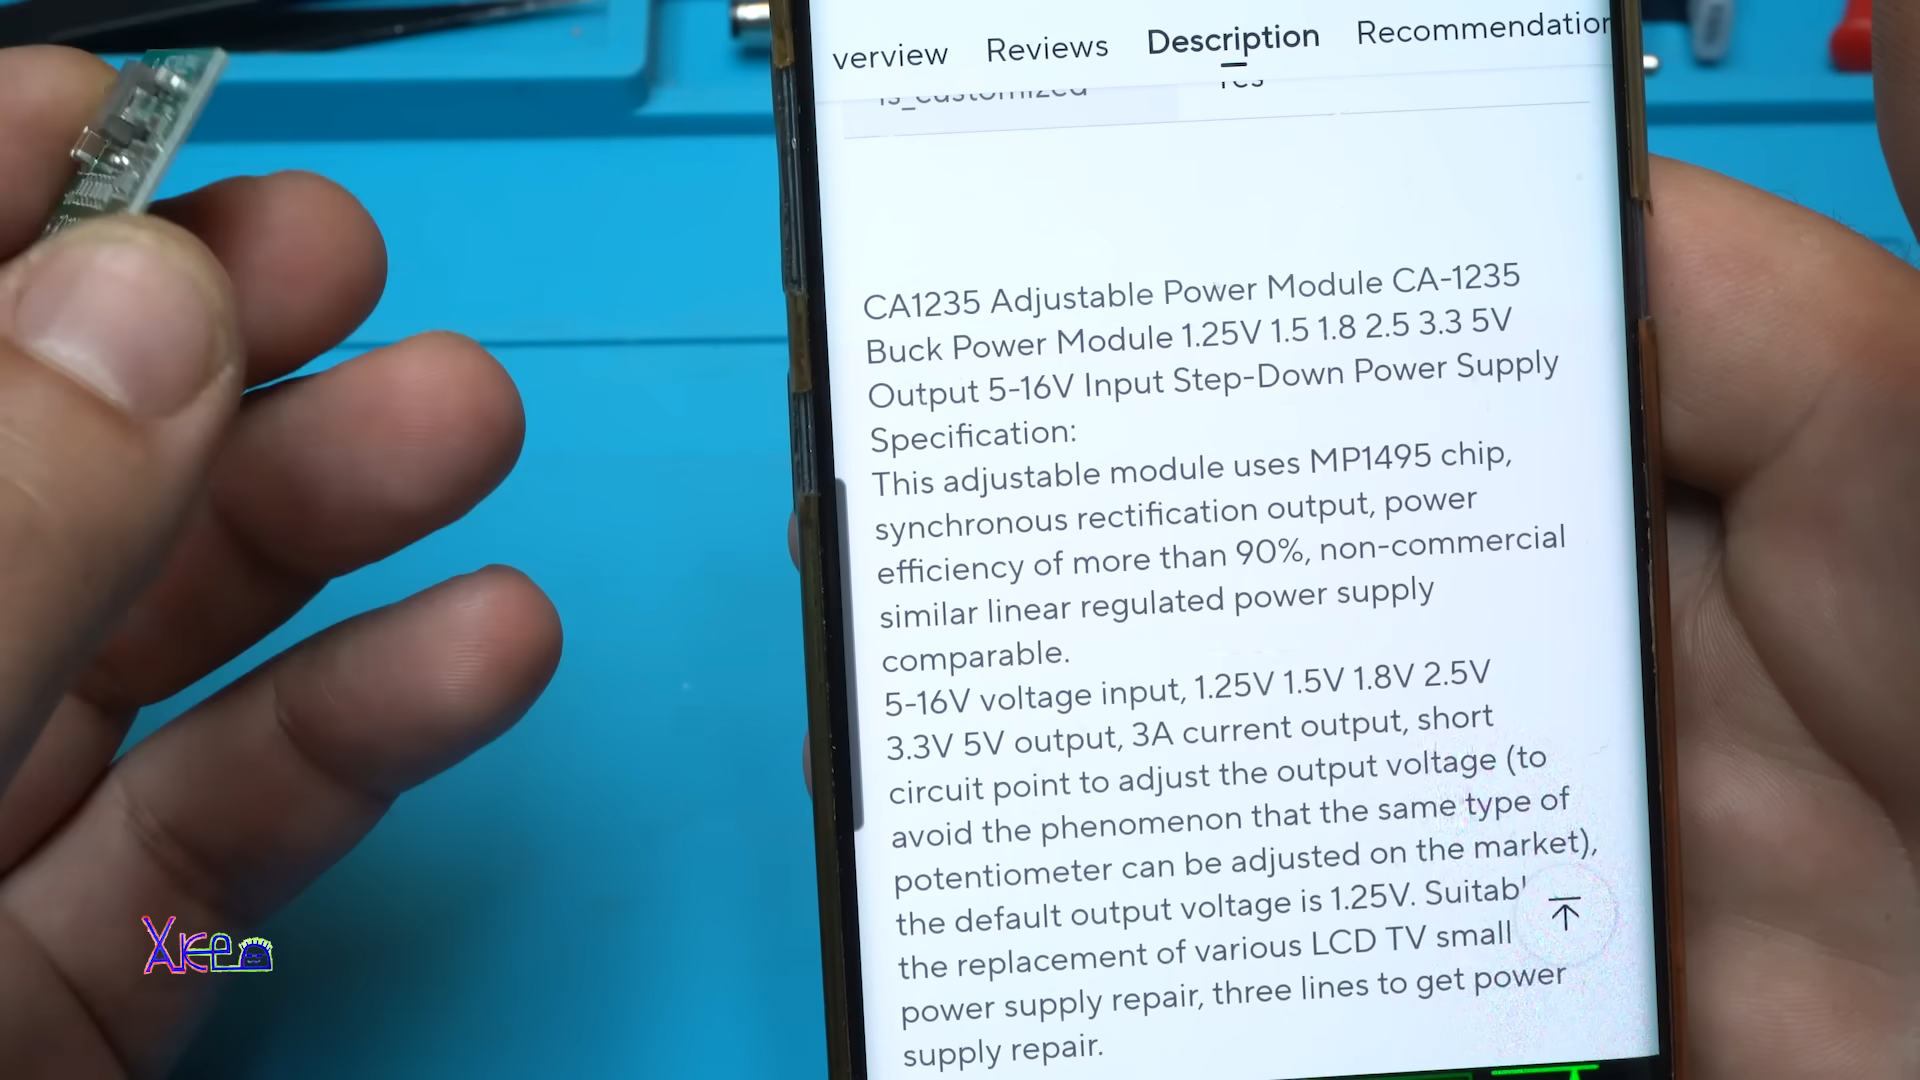 verview Reviews Description Recommendation
is_customized Yes
CA1235 Adjustable Power Module CA-1235
Buck Power Module 1.25V 1.5 1.8 2.5 3.3 5V
Output 5-16V Input Step-Down Power Supply
Specification:
This adjustable module uses MP1495 chip,
synchronous rectification output, power
efficiency of more than 90%, non-commercial
similar linear regulated power supply
comparable.
5-16V voltage input, 1.25V 1.5V 1.8V 2.5V
3.3V 5V output, 3A current output, short
circuit point to adjust the output voltage (to
avoid the phenomenon that the same type of
potentiometer can be adjusted on the market),
the default output voltage is 1.25V. Suitabl
the replacement of various LCD TV small
power supply repair, three lines to get power
supply repair.